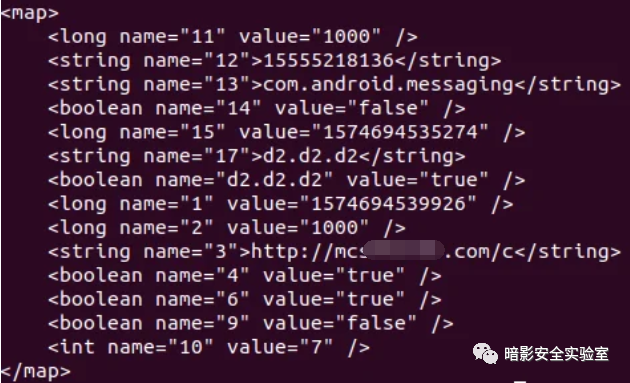 <map>
<long name="11" value="1000" />
<string name="12">15555218136</string>
<string name="13">com.android.messaging</string>
<boolean name="14" value="false" />
<long name="15" value="1574694535274" />
<string name="17">d2.d2.d2</string>
<boolean name="d2.d2.d2" value="true" />
<long name="1" value="1574694539926" />
<long name="2" value="1000" />
<string name="3">http://mcs .com/c</string>
<boolean name="4" value="true" />
<boolean name="6" value="true" />
<boolean name="9" value="false" />
<int name="10" value="7" />
</map>
暗影安全实验室